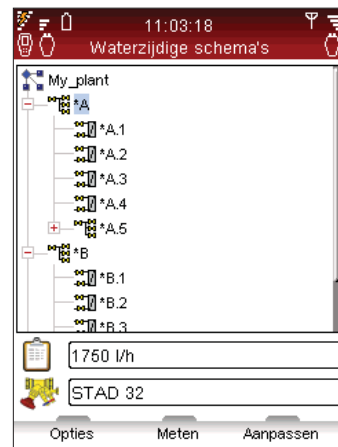 11:03:18
Waterzijdige schema's
My_plant
*A
*A.1
*A.2
*A.3
*A.4
*A.5
*B
*B.1
*B.2
*B.3
1750 l/h
STAD 32
Opties Meten Aanpassen